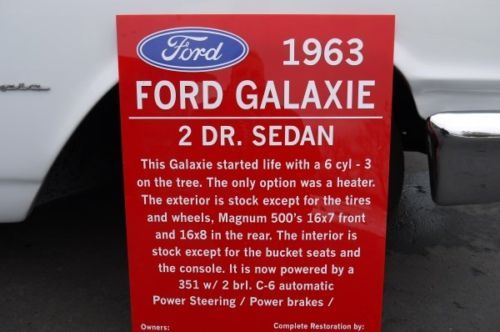 Ford
1963
FORD GALAXIE
2 DR. SEDAN
This Galaxie started life with a 6 cyl - 3
on the tree. The only option was a heater.
The exterior is stock except for the tires
and wheels, Magnum 500's 16x7 front
and 16x8 in the rear. The interior is
stock except for the bucket seats and
the console. It is now powered by a
351 w/ 2 brl. C-6 automatic
Power Steering / Power brakes /
Owners:
Complete Restoration by: